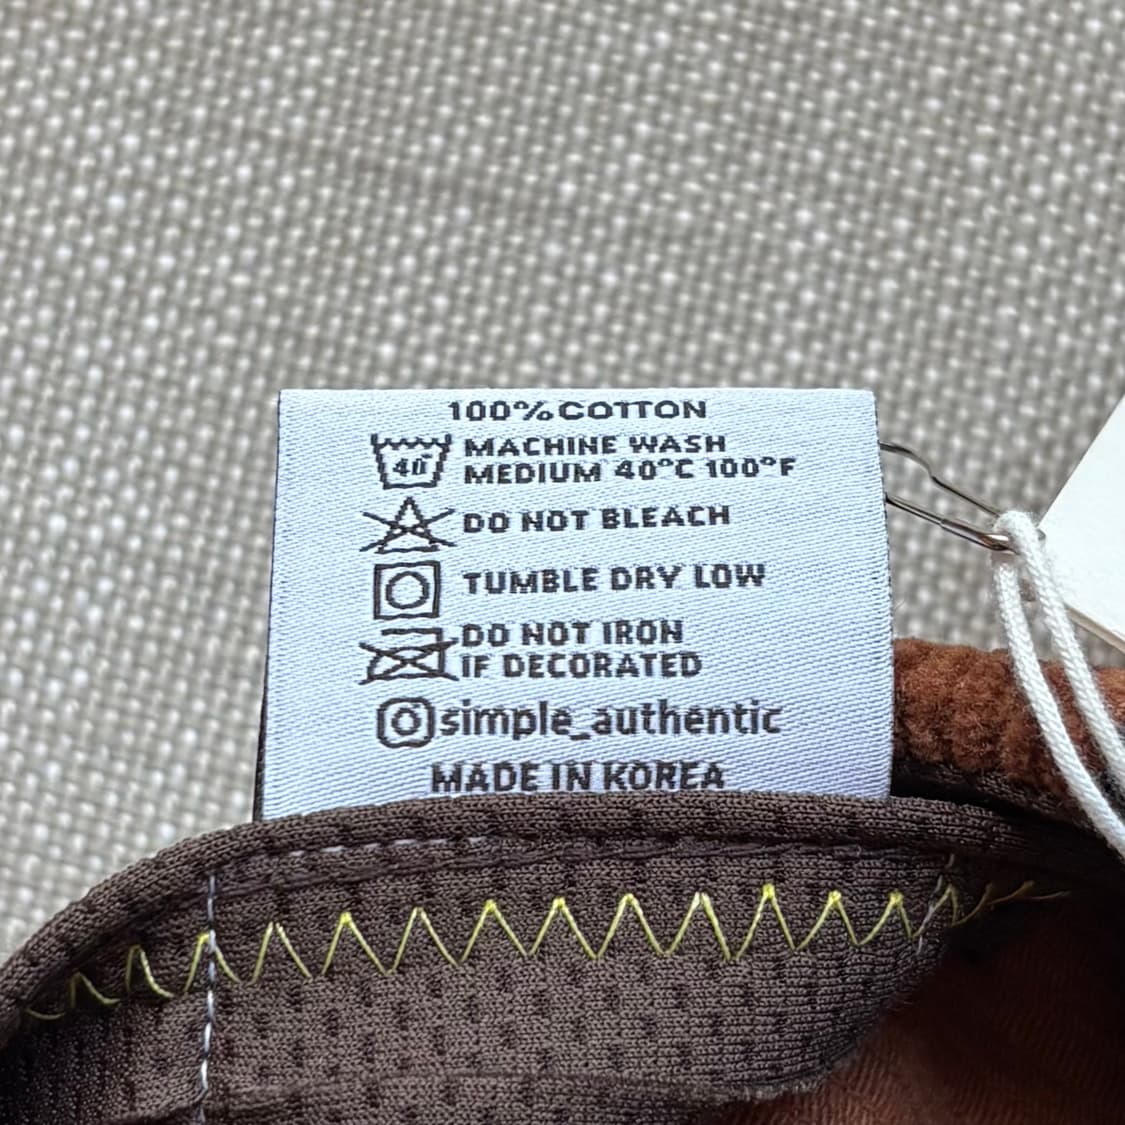 100% COTTON
40° MACHINE WASH
MEDIUM 40°C 100°F
DO NOT BLEACH
TUMBLE DRY LOW
DO NOT IRON
IF DECORATED
simple_authentic
MADE IN KOREA